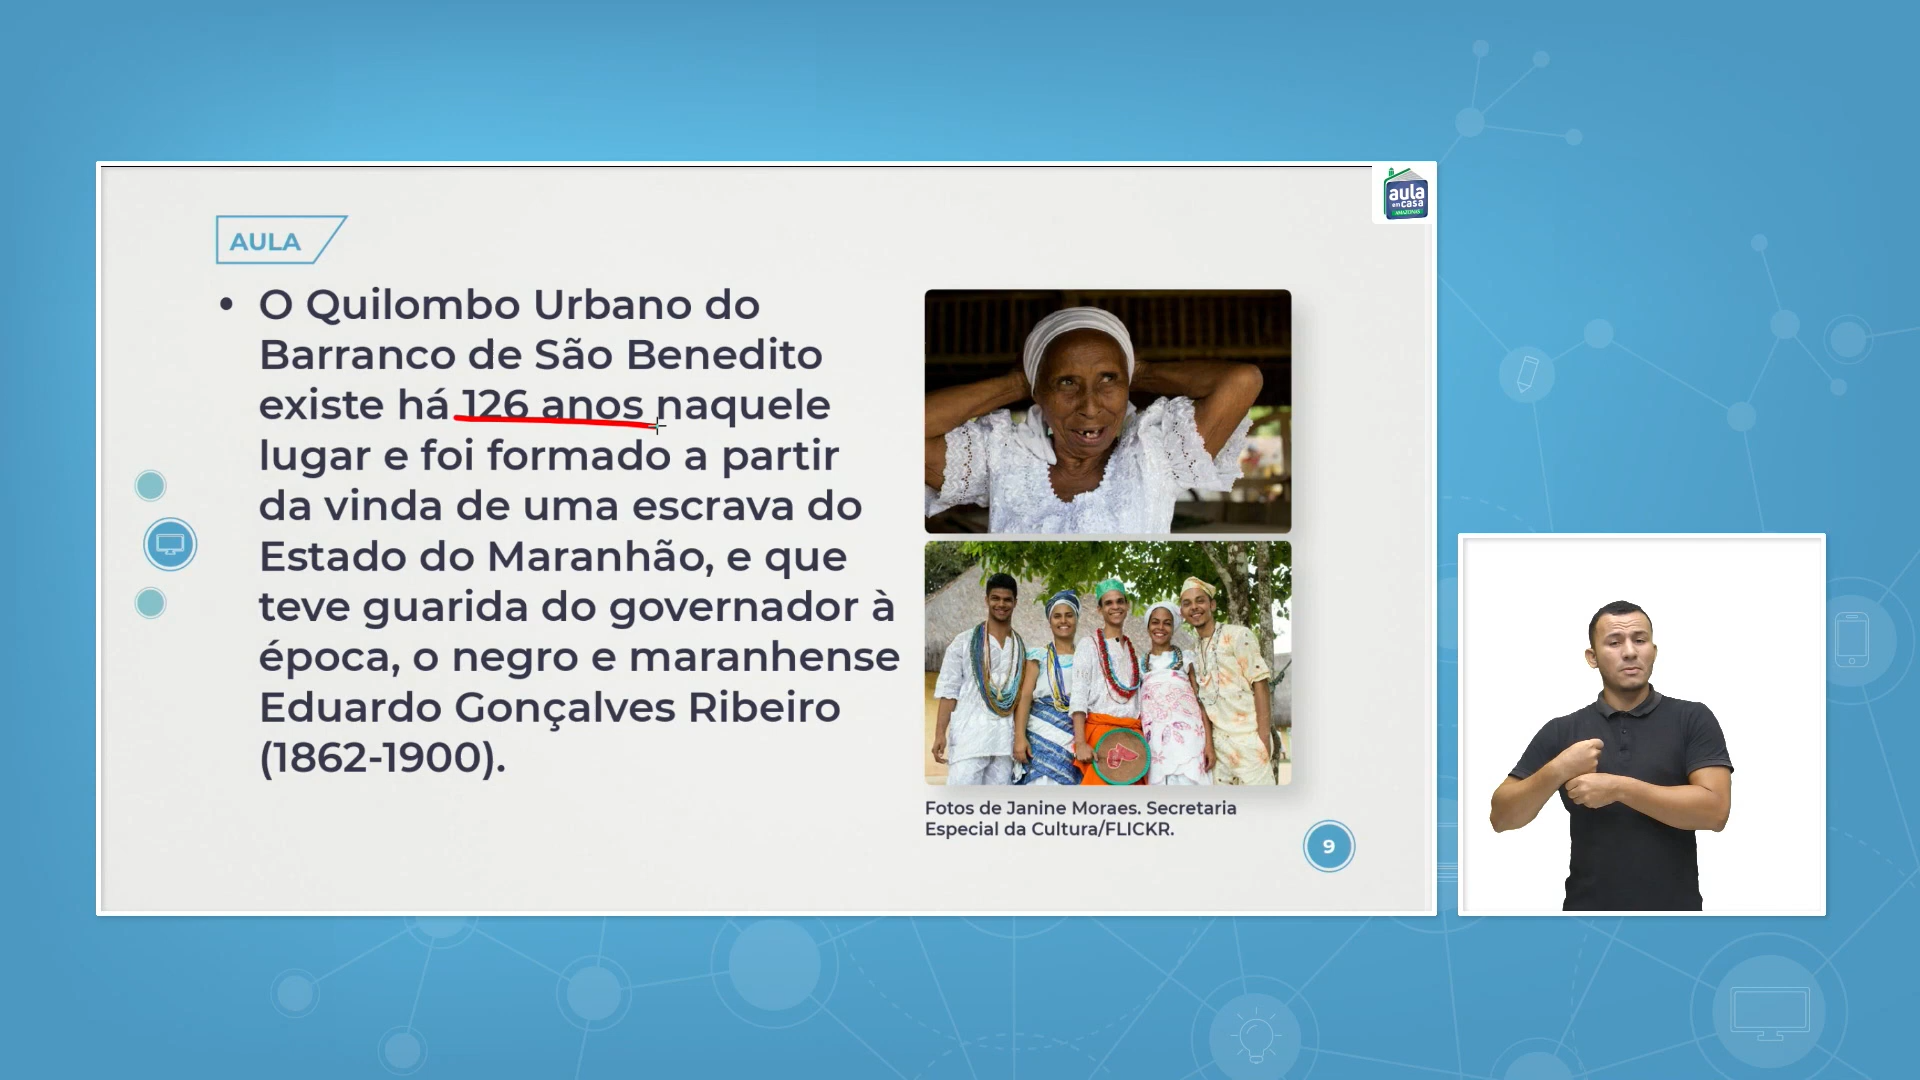 aula
em casa
AMAZONAS
AULA
• O Quilombo Urbano do
Barranco de São Benedito
existe há 126 anos naquele
lugar e foi formado a partir
da vinda de uma escrava do
Estado do Maranhão, e que
teve guarida do governador à
época, o negro e maranhense
Eduardo Gonçalves Ribeiro
(1862-1900).
Fotos de Janine Moraes. Secretaria
Especial da Cultura/FLICKR.
9